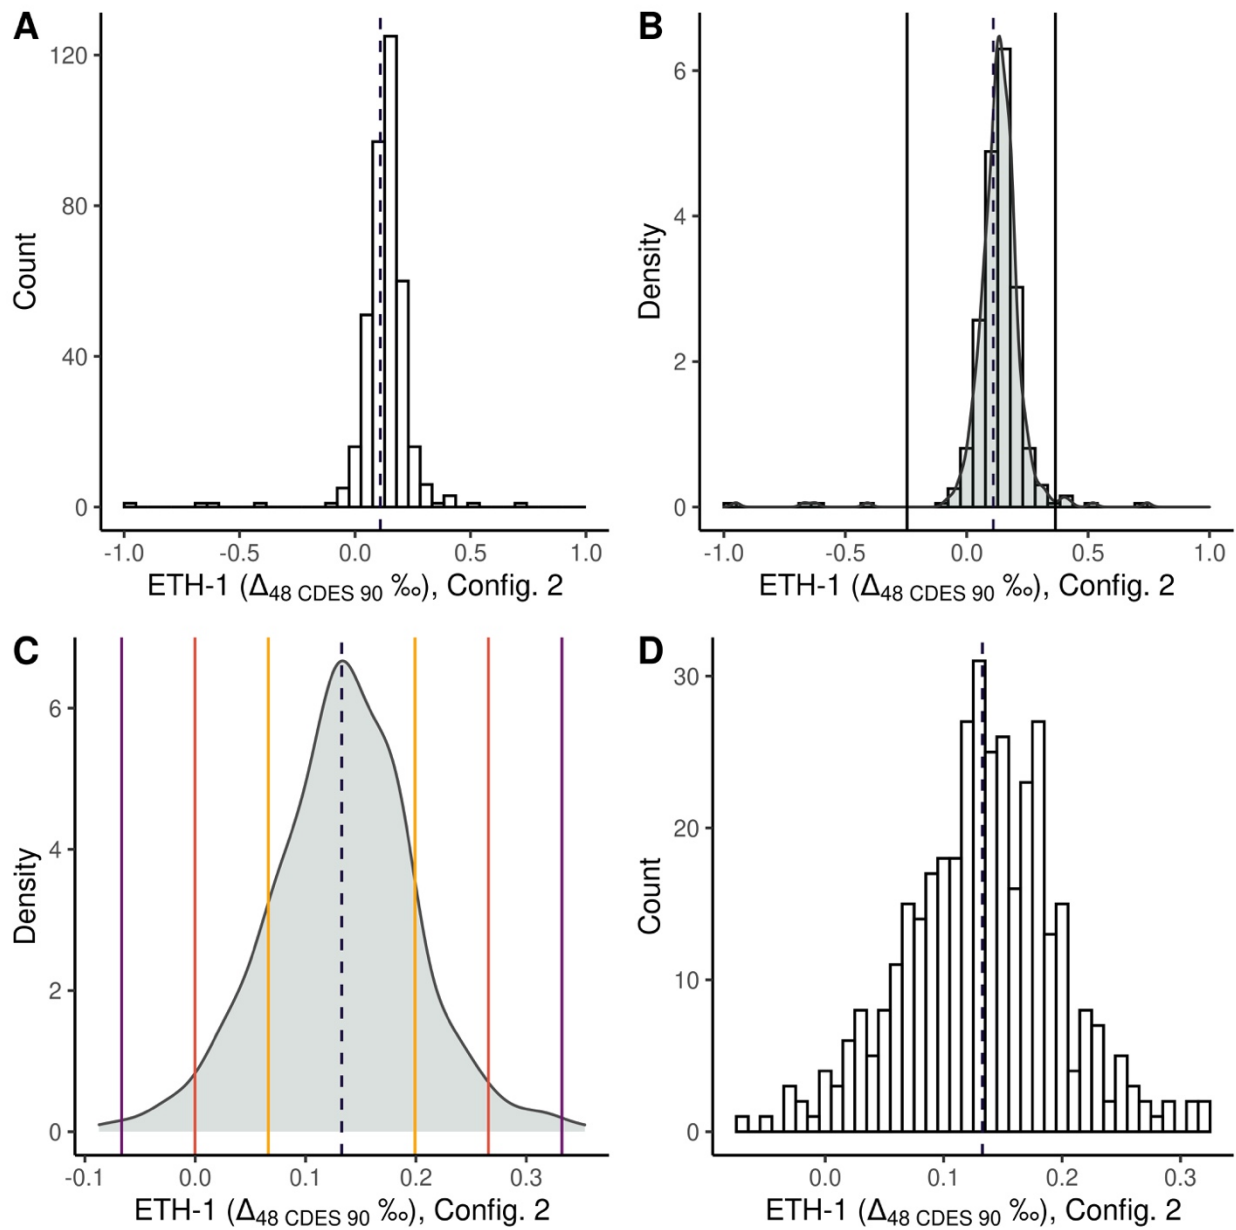 A
Count
120
80
40
0
-1.0 -0.5 0.0 0.5 1.0
ETH-1 (Δ48 CDES 90 ‰), Config. 2
B
Density
6
4
2
0
-1.0 -0.5 0.0 0.5 1.0
ETH-1 (Δ48 CDES 90 ‰), Config. 2
C
Density
6
4
2
0
-0.1 0.0 0.1 0.2 0.3
ETH-1 (Δ48 CDES 90 ‰), Config. 2
D
Count
30
20
10
0
0.0 0.1 0.2 0.3
ETH-1 (Δ48 CDES 90 ‰), Config. 2